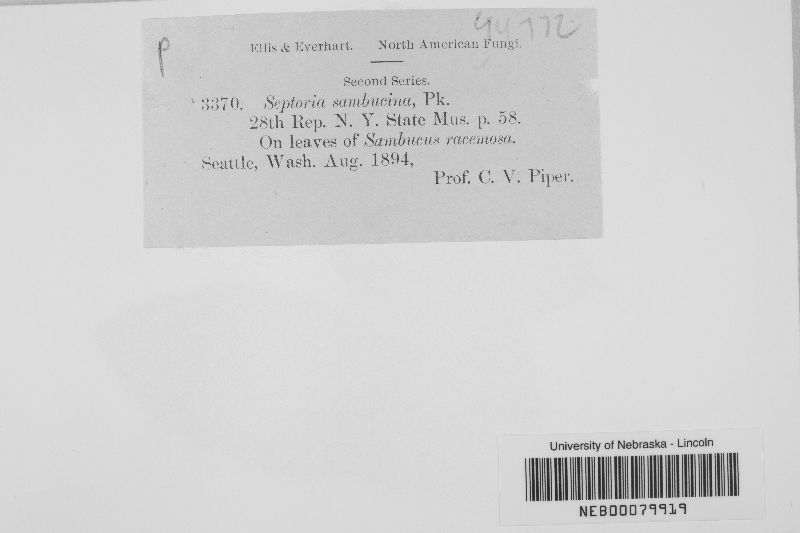 P
94772
Ellis & Everhart. North American Fungi.
Second Series.
3370. Septoria sambucina, Pk.
28th Rep. N. Y. State Mus. p. 58.
On leaves of Sambucus racemosa.
Seattle, Wash. Aug. 1894,
Prof. C. V. Piper.
University of Nebraska - Lincoln
NEB00079919